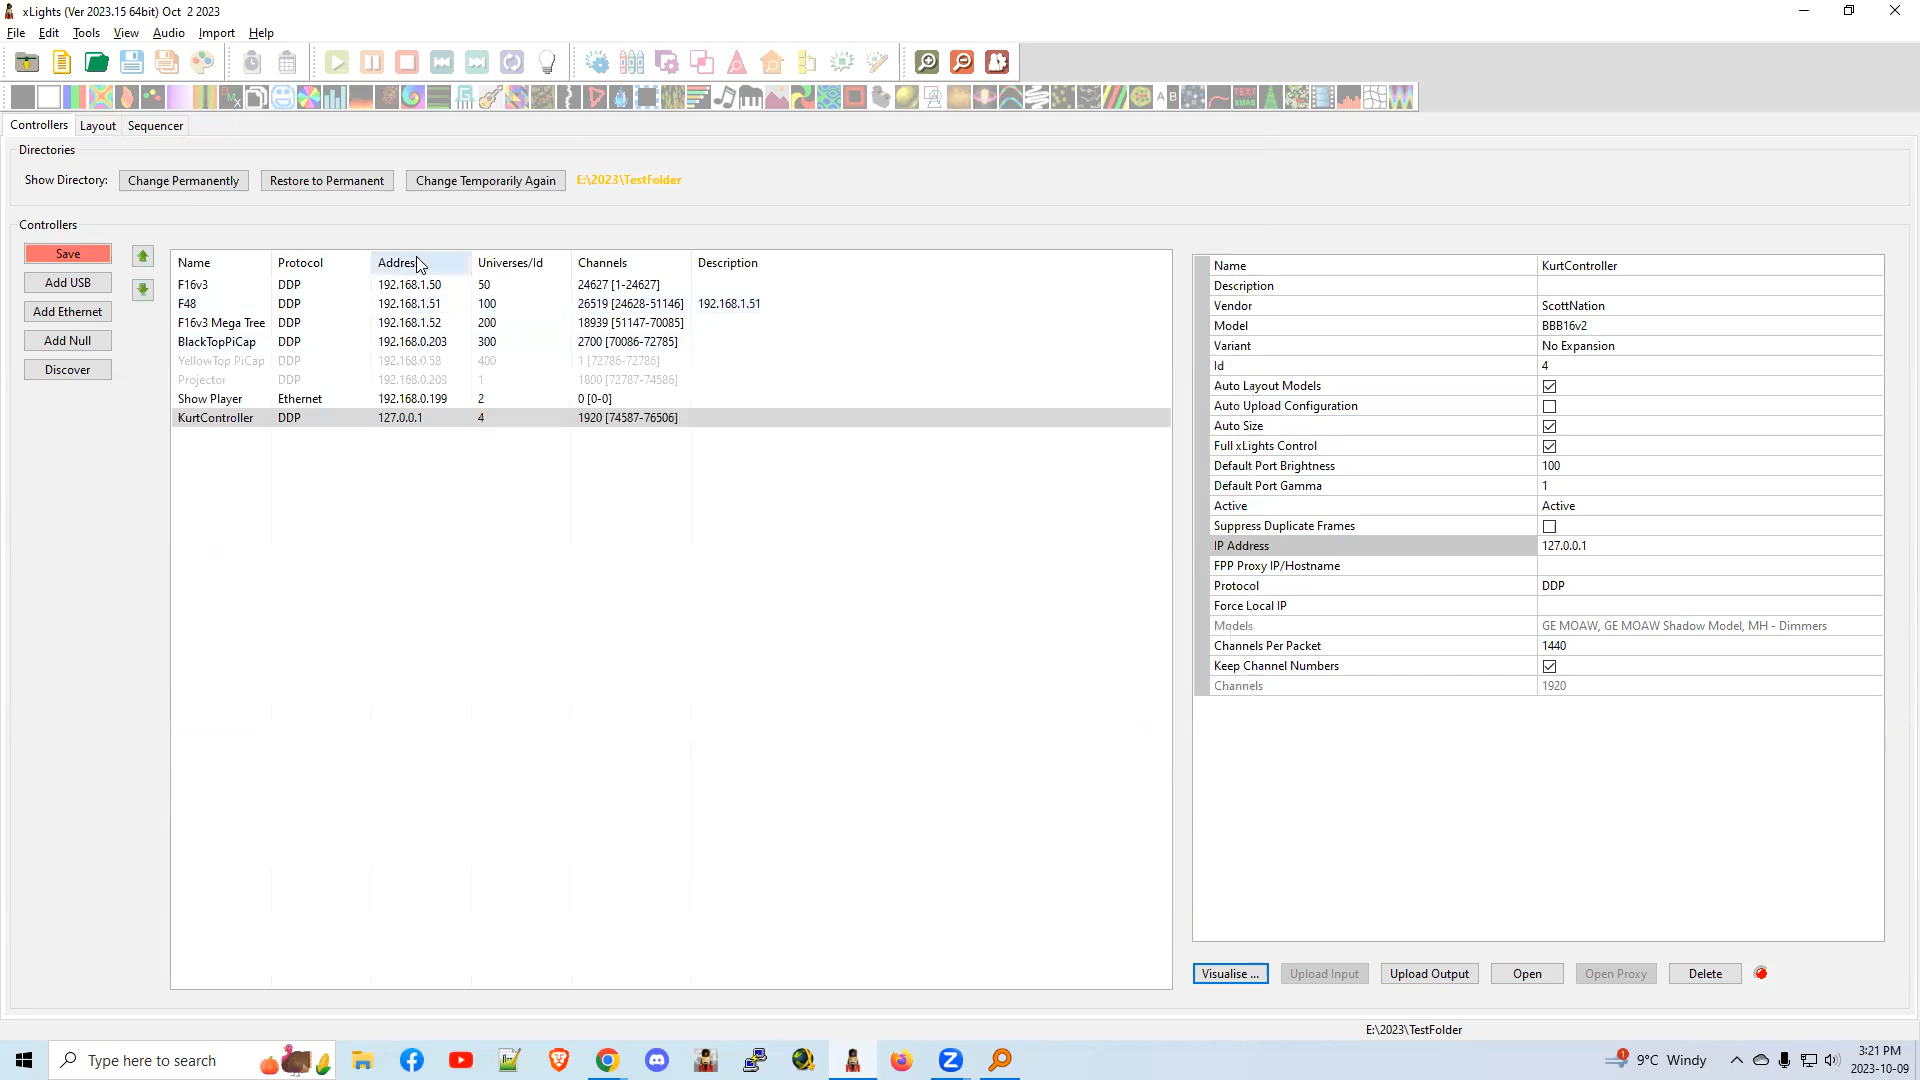 xLights (Ver 2023.15 64bit) Oct 2 2023
File Edit Tools View Audio Import Help
Controllers Layout Sequencer
Directories
Show Directory: Change Permanently Restore to Permanent Change Temporarily Again E:\2023\TestFolder
Controllers
Save
Add USB
Add Ethernet
Add Null
Discover
Name Protocol Address Universes/Id Channels Description
F16v3 DDP 192.168.1.50 50 24627 [1-24627]
F48 DDP 192.168.1.51 100 26519 [24628-51146] 192.168.1.51
F16v3 Mega Tree DDP 192.168.1.52 200 18939 [51147-70085]
BlackTopPiCap DDP 192.168.0.203 300 2700 [70086-72785]
YellowTop PiCap DDP 192.168.0.58 400 1 [72786-72786]
Projector DDP 192.168.0.209 1 1800 [72787-74586]
Show Player Ethernet 192.168.0.199 2 0 [0-0]
KurtController DDP 127.0.0.1 4 1920 [74587-76506]
Name KurtController
Description
Vendor ScottNation
Model BBB16v2
Variant No Expansion
Id 4
Auto Layout Models
Auto Upload Configuration
Auto Size
Full xLights Control
Default Port Brightness 100
Default Port Gamma 1
Active Active
Suppress Duplicate Frames
IP Address 127.0.0.1
FPP Proxy IP/Hostname
Protocol DDP
Force Local IP
Models GE MOAW, GE MOAW Shadow Model, MH - Dimmers
Channels Per Packet 1440
Keep Channel Numbers
Channels 1920
Visualise ... Upload Input Upload Output Open Open Proxy Delete
E:\2023\TestFolder
Type here to search
9°C Windy
3:21 PM
2023-10-09